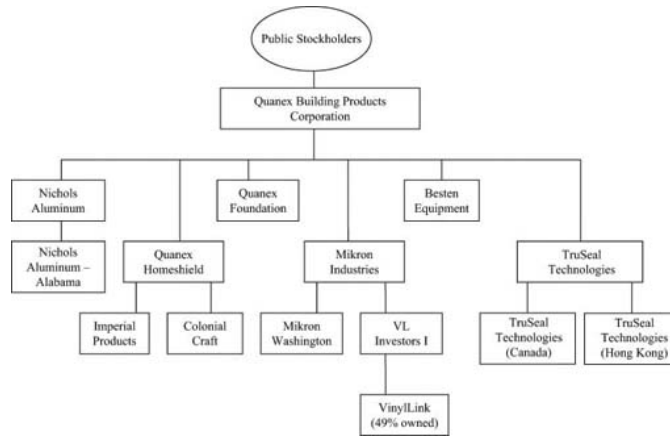 Public Stockholders
Quanex Building Products
Corporation
Nichols
Aluminum
Quanex
Foundation
Besten
Equipment
Nichols
Aluminum –
Alabama
Quanex
Homeshield
Mikron
Industries
TruSeal
Technologies
Imperial
Products
Colonial
Craft
Mikron
Washington
VL
Investors I
TruSeal
Technologies
(Canada)
TruSeal
Technologies
(Hong Kong)
VinylLink
(49% owned)